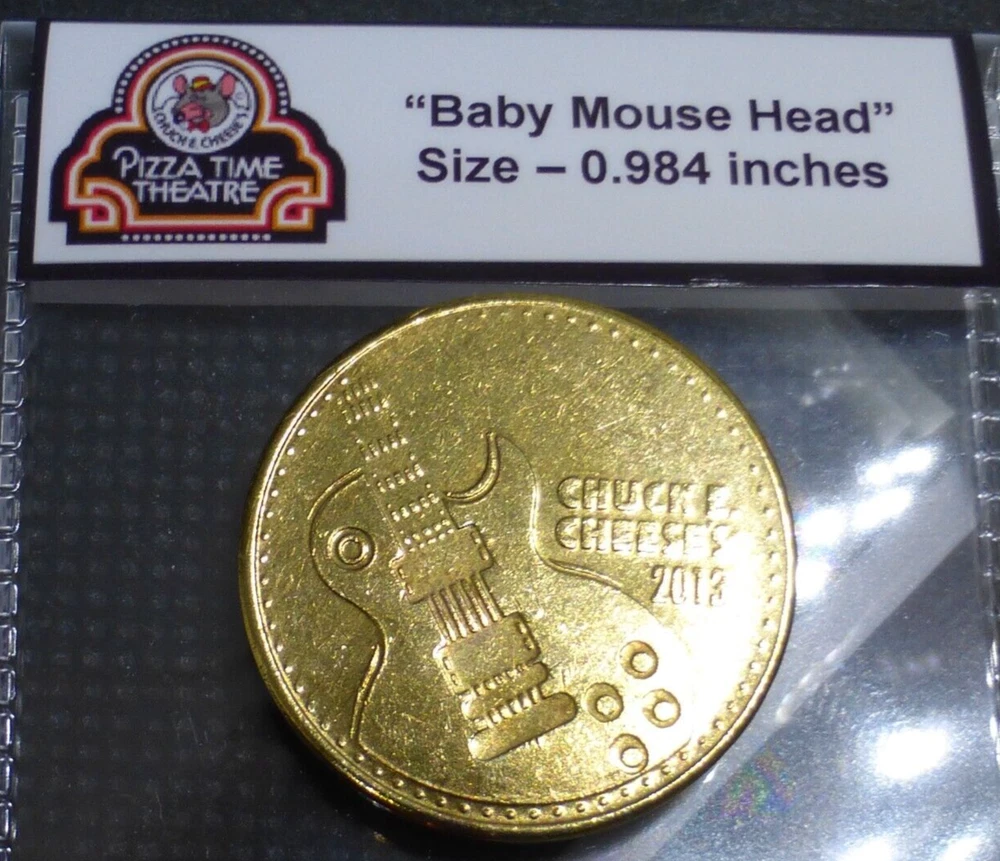 CHUCK E. CHEESE'S
PIZZA TIME
THEATRE
“Baby Mouse Head”
Size – 0.984 inches
CHUCK E.
CHEESE'S
2013